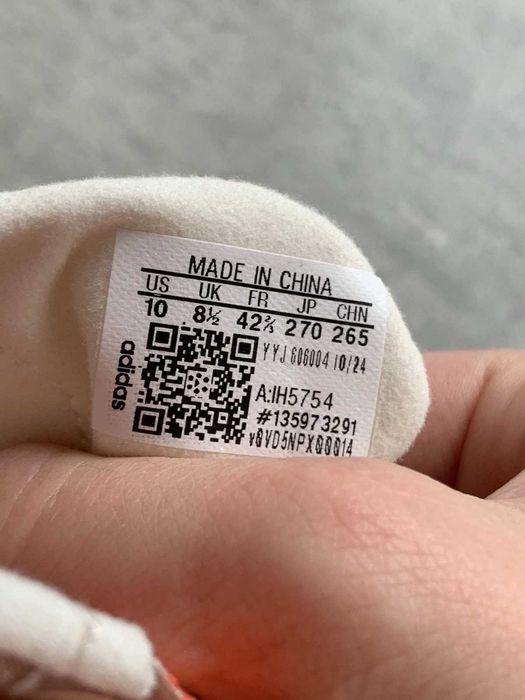 MADE IN CHINA
US UK FR JP CHN
10 8½ 42⅔ 270 265
YYJ 606004 10/24
adidas
A:IH5754
#135973291
v0VD5NPX00014